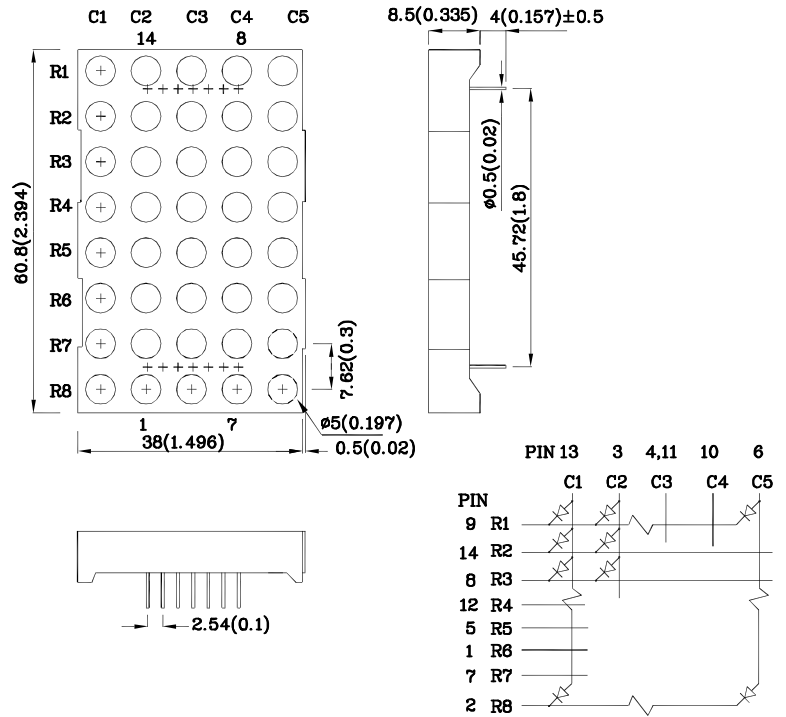 C1 C2 C3 C4 C5
14 8
R1
R2
R3
R4
R5
R6
R7
R8
60.8(2.394)
7.62(0.3)
1 7
ø5(0.197)
38(1.496)
0.5(0.02)
8.5(0.335) 4(0.157)±0.5
ø0.5(0.02)
45.72(1.8)
2.54(0.1)
PIN 13 3 4,11 10 6
C1 C2 C3 C4 C5
PIN
9 R1
14 R2
8 R3
12 R4
5 R5
1 R6
7 R7
2 R8